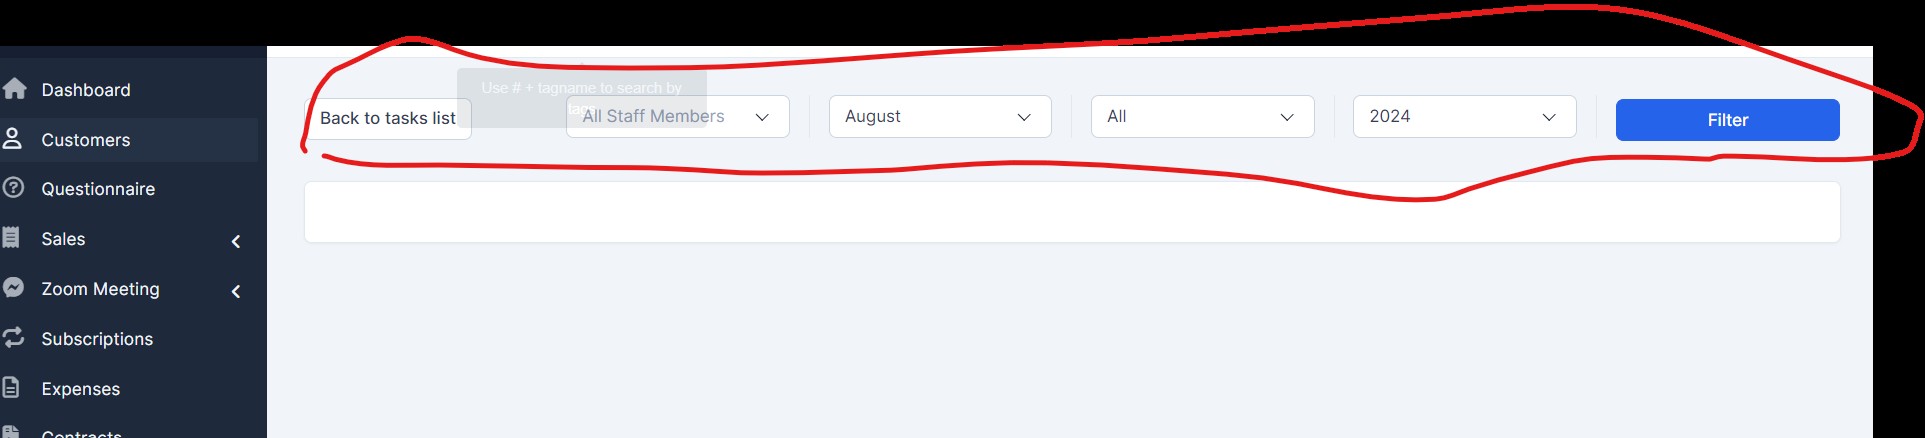 Dashboard
Customers
Questionnaire
Sales
Zoom Meeting
Subscriptions
Expenses
Contracts
Use # + tagname to search by
tags
Back to tasks list
All Staff Members
August
All
2024
Filter